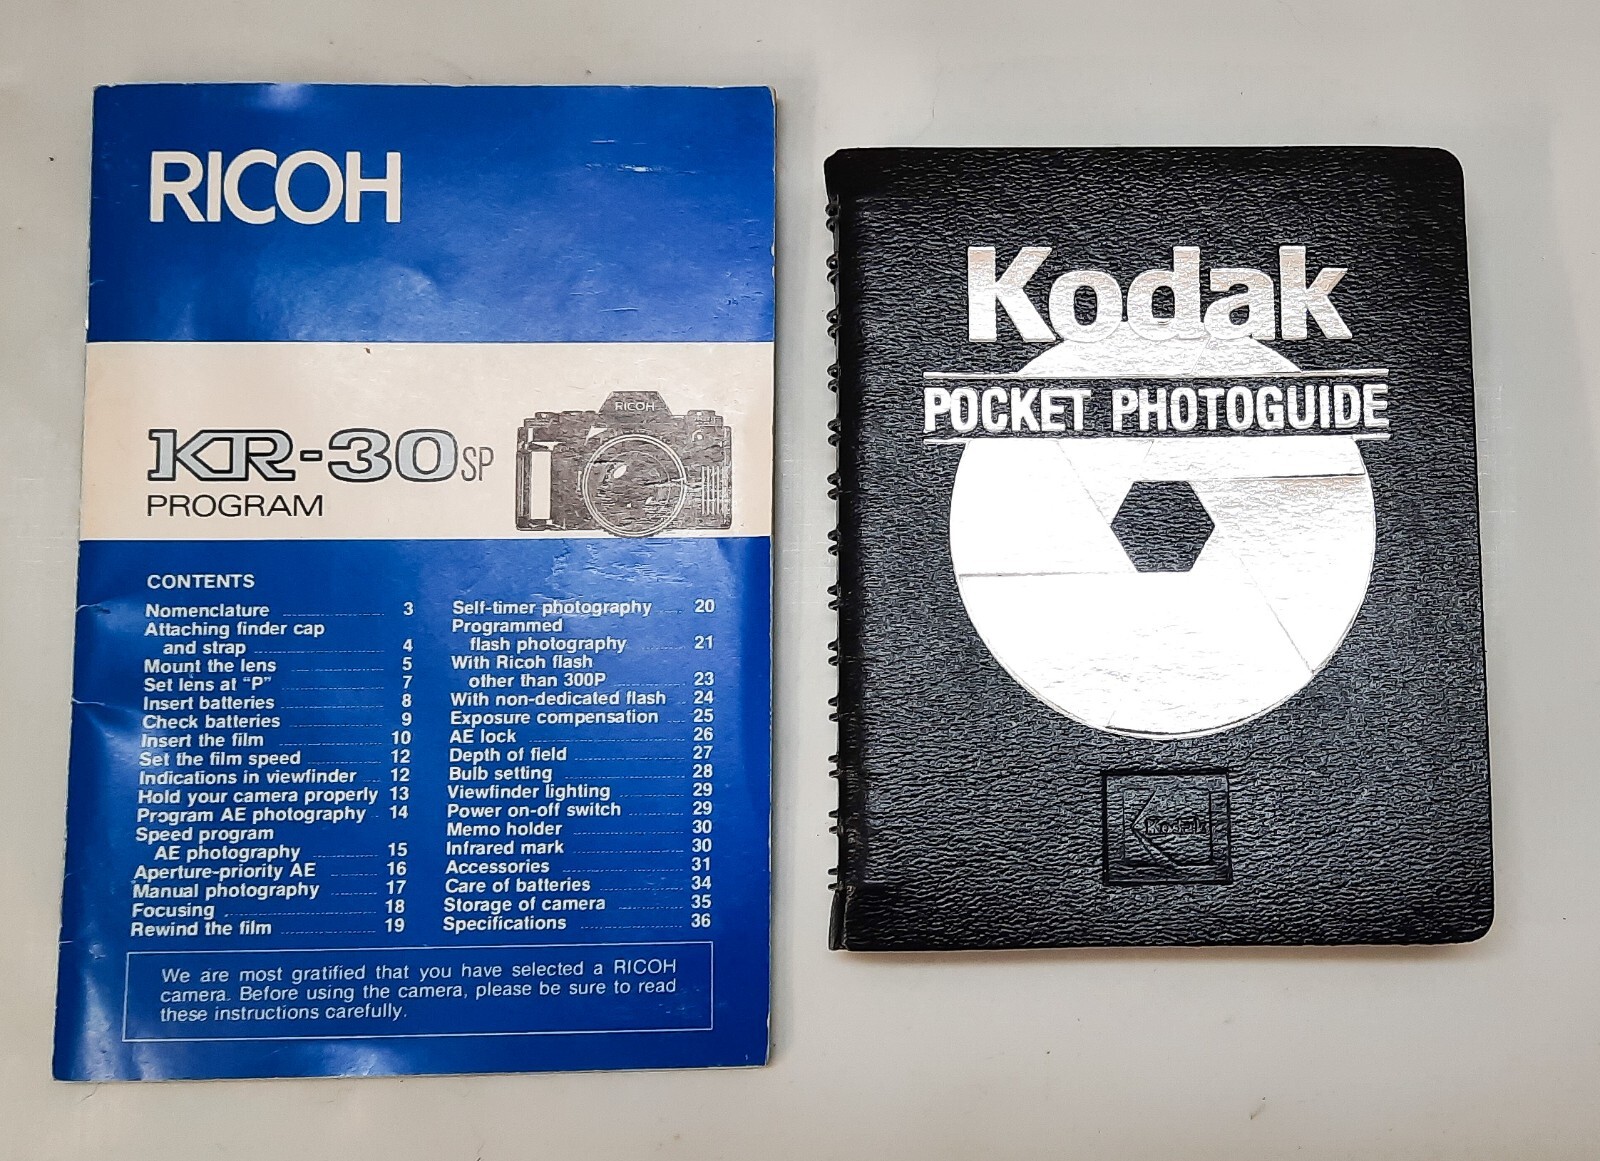 RICOH
KR-30 SP
PROGRAM
RICOH
CONTENTS
Nomenclature 3
Attaching finder cap
and strap 4
Mount the lens 5
Set lens at "P" 7
Insert batteries 8
Check batteries 9
Insert the film 10
Set the film speed 12
Indications in viewfinder 12
Hold your camera properly 13
Program AE photography 14
Speed program
AE photography 15
Aperture-priority AE 16
Manual photography 17
Focusing 18
Rewind the film 19
Self-timer photography 20
Programmed
flash photography 21
With Ricoh flash
other than 300P 23
With non-dedicated flash 24
Exposure compensation 25
AE lock 26
Depth of field 27
Bulb setting 28
Viewfinder lighting 29
Power on-off switch 29
Memo holder 30
Infrared mark 30
Accessories 31
Care of batteries 34
Storage of camera 35
Specifications 36
We are most gratified that you have selected a RICOH
camera. Before using the camera, please be sure to read
these instructions carefully.
Kodak
POCKET PHOTOGUIDE
Kodak